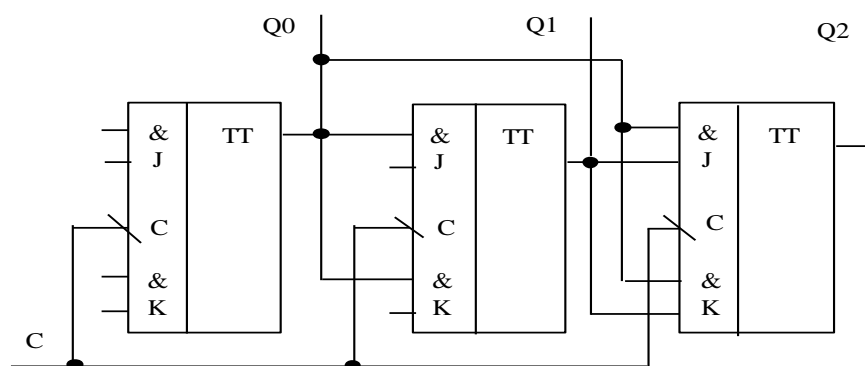 Q0 Q1 Q2
& TT & TT & TT
J J J
C C C
& & &
K K K
C